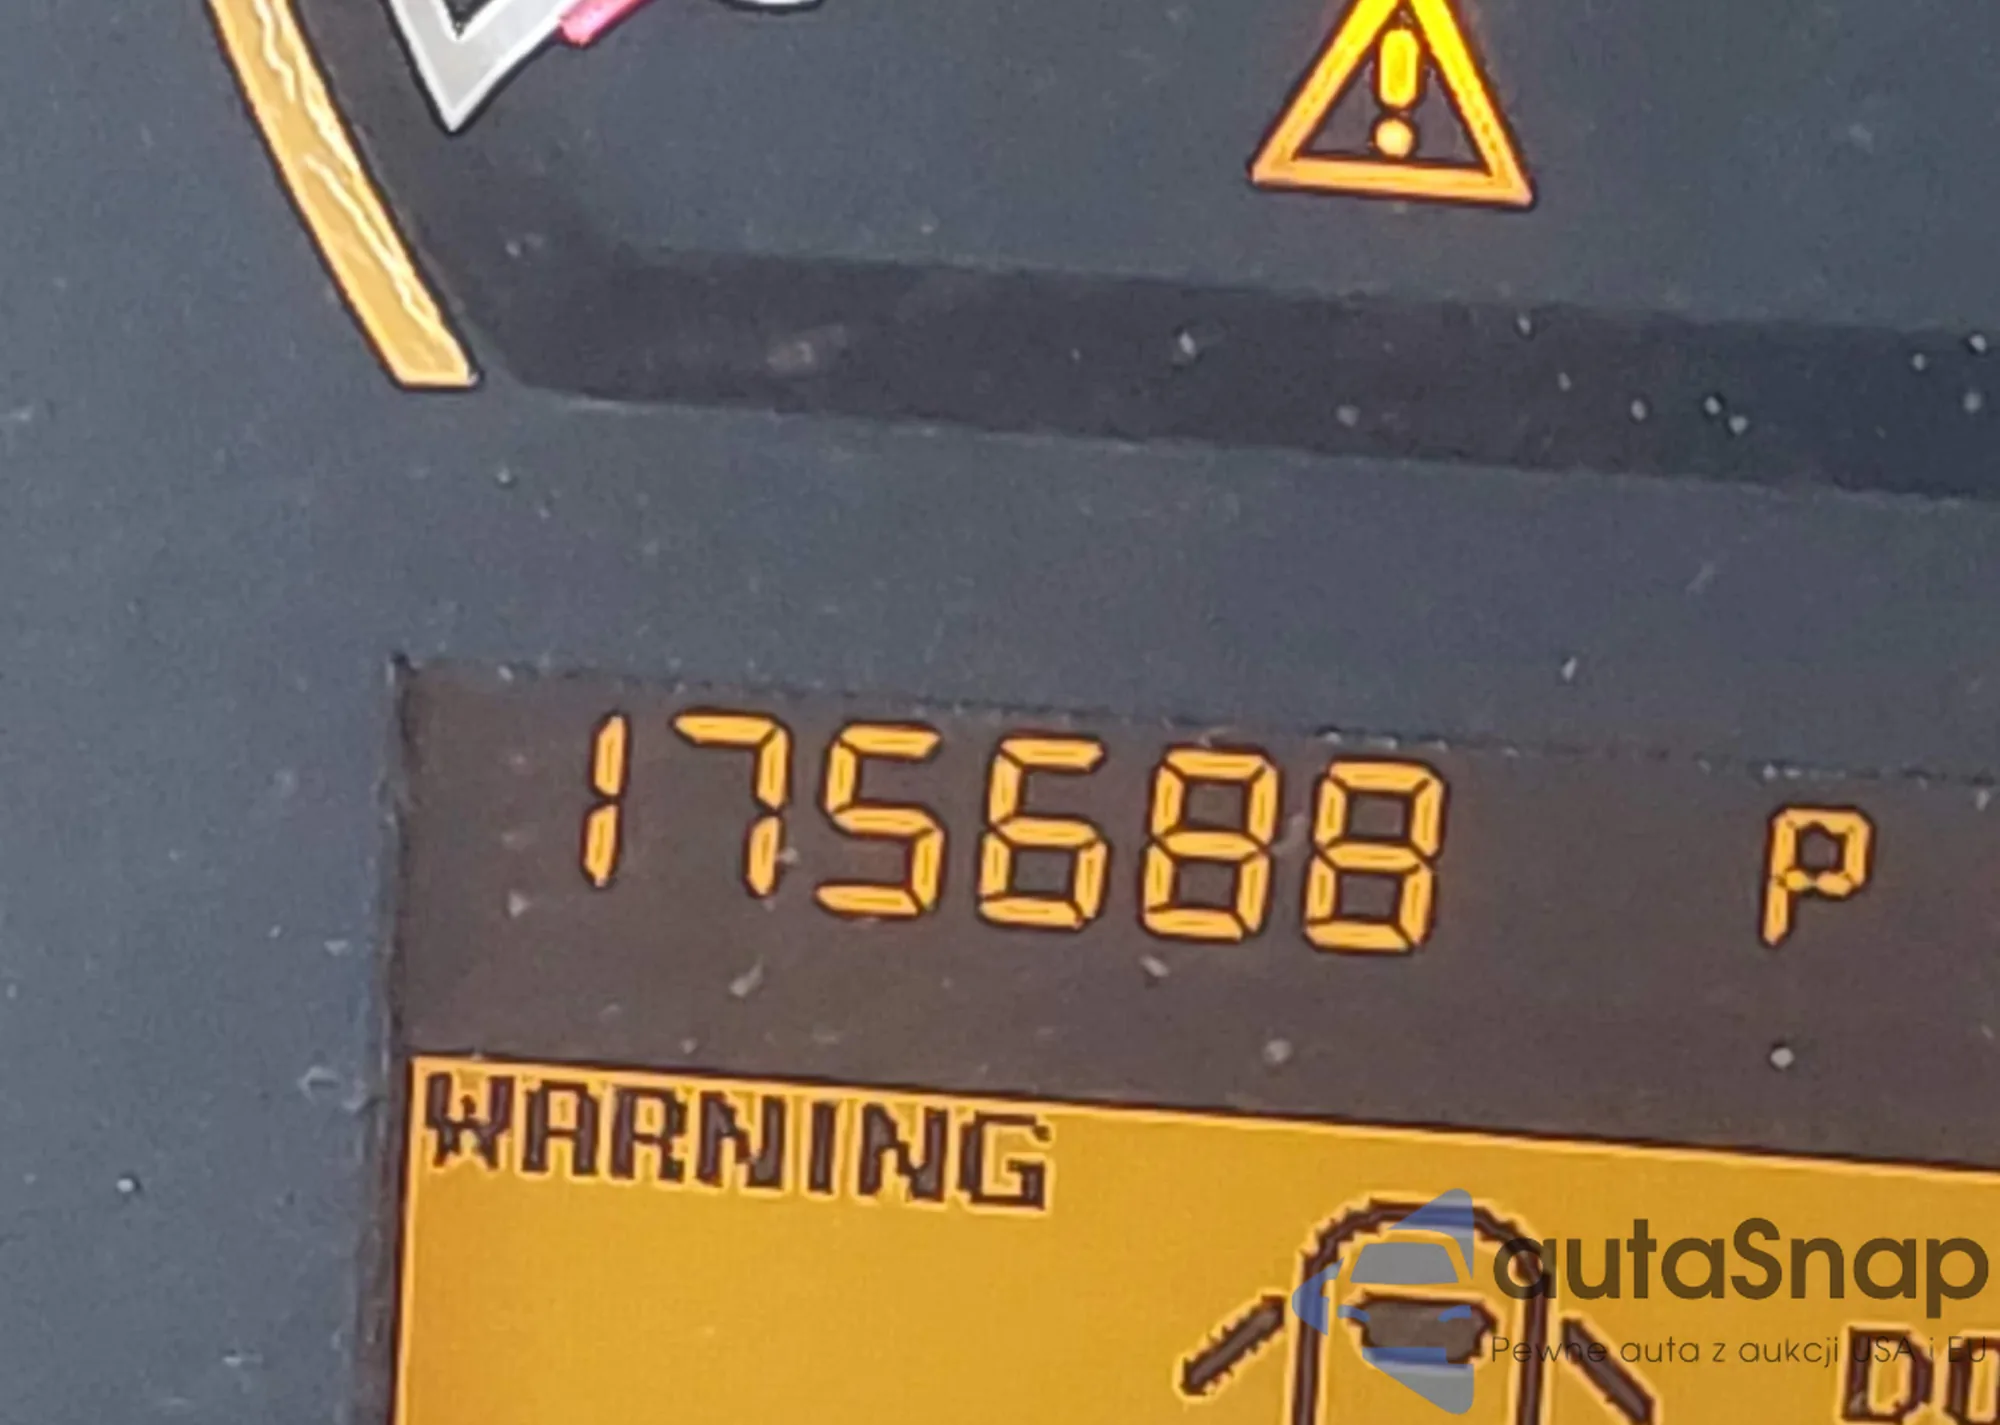 175688 P
WARNING
autaSnap
Pewne auta z aukcji USA i EU